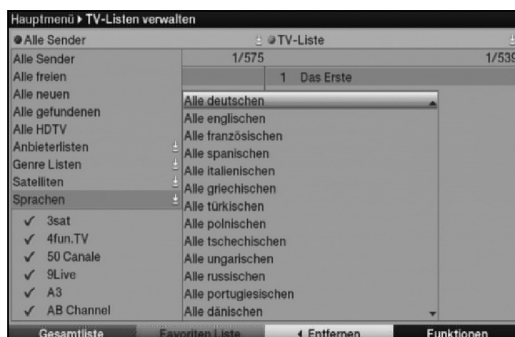 Hauptmenü ▸ TV-Listen verwalten
Alle Sender
TV-Liste
Alle Sender
1/575
1/539
Alle freien
1 Das Erste
Alle neuen
Alle gefundenen
Alle HDTV
Anbieterlisten
Genre Listen
Satelliten
Sprachen
✓ 3sat
✓ 4fun.TV
✓ 50 Canale
✓ 9Live
✓ A3
✓ AB Channel
Alle deutschen
Alle englischen
Alle französischen
Alle spanischen
Alle italienischen
Alle griechischen
Alle türkischen
Alle polnischen
Alle tschechischen
Alle ungarischen
Alle russischen
Alle portugiesischen
Alle dänischen
Gesamtliste
Favoriten Liste
Entfernen
Funktionen